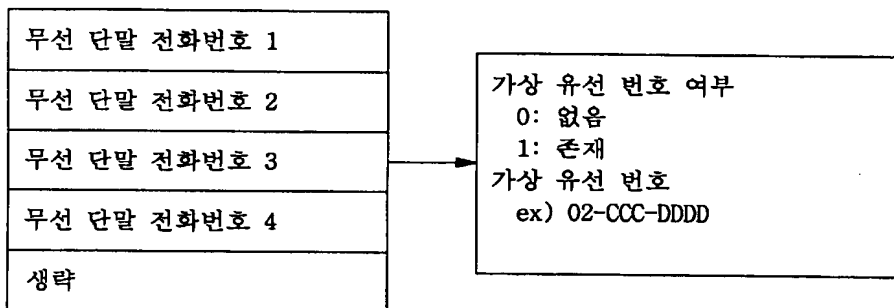 무선 단말 전화번호 1
무선 단말 전화번호 2
무선 단말 전화번호 3
무선 단말 전화번호 4
생략
가상 유선 번호 여부
0: 없음
1: 존재
가상 유선 번호
ex) 02-CCC-DDDD